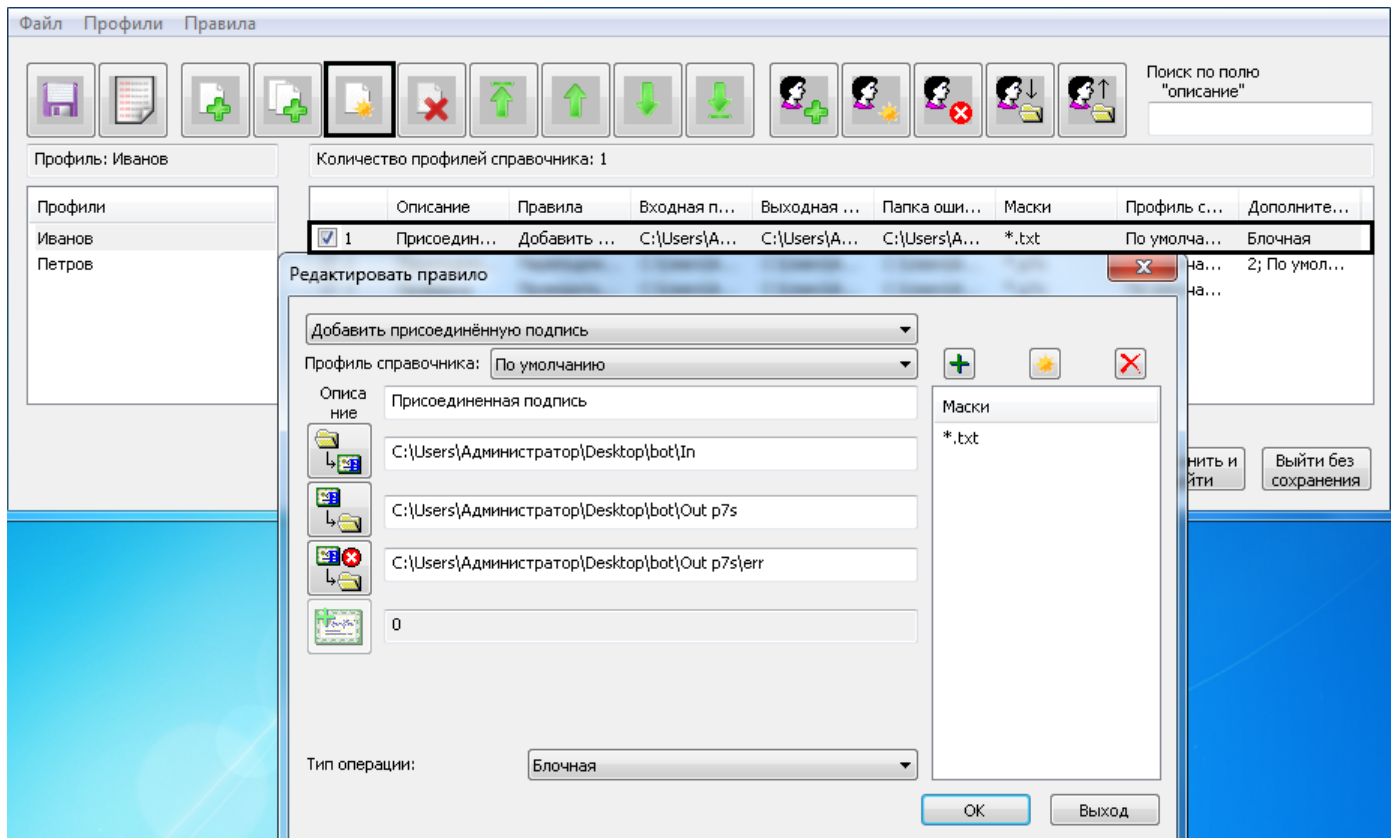 Файл Профили Правила
Поиск по полю
"описание"
Профиль: Иванов
Количество профилей справочника: 1
Профили
Иванов
Петров
Описание Правила Входная п... Выходная ... Папка оши... Маски Профиль с... Дополните...
1 Присоедин... Добавить ... C:\Users\A... C:\Users\A... C:\Users\A... *.txt По умолча... Блочная
на... 2; По умол...
на...
Редактировать правило
Добавить присоединённую подпись
Профиль справочника: По умолчанию
Описа
ние
Присоединенная подпись
C:\Users\Администратор\Desktop\bot\In
C:\Users\Администратор\Desktop\bot\Out p7s
C:\Users\Администратор\Desktop\bot\Out p7s\err
0
Маски
*.txt
Тип операции: Блочная
OK Выход
нить и
йти
Выйти без
сохранения